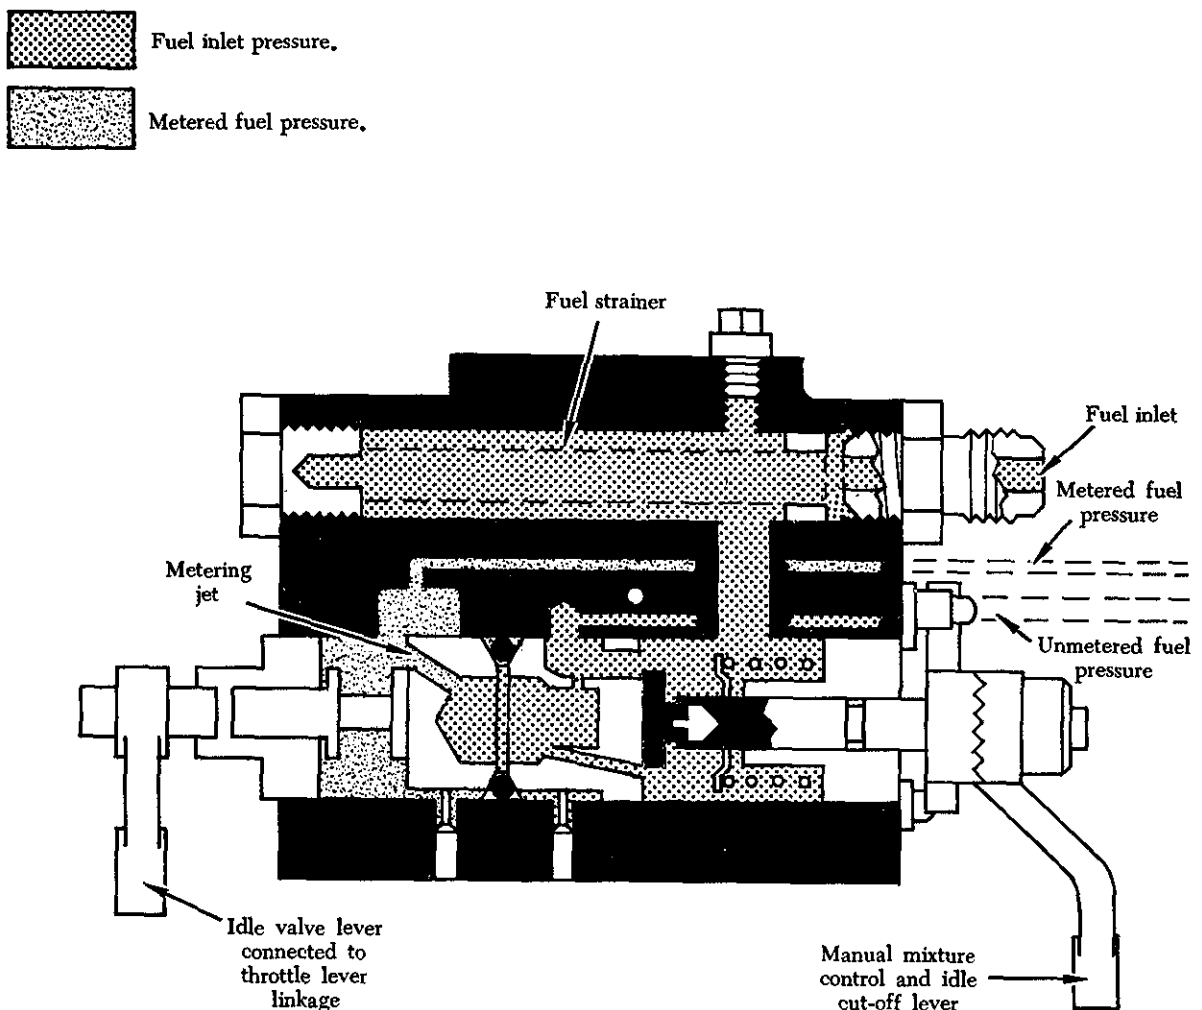 Fuel inlet pressure.
Metered fuel pressure.
Fuel strainer
Fuel inlet
Metered fuel
pressure
Metering
jet
Unmetered fuel
pressure
Idle valve lever
connected to
throttle lever
linkage
Manual mixture
control and idle
cut-off lever